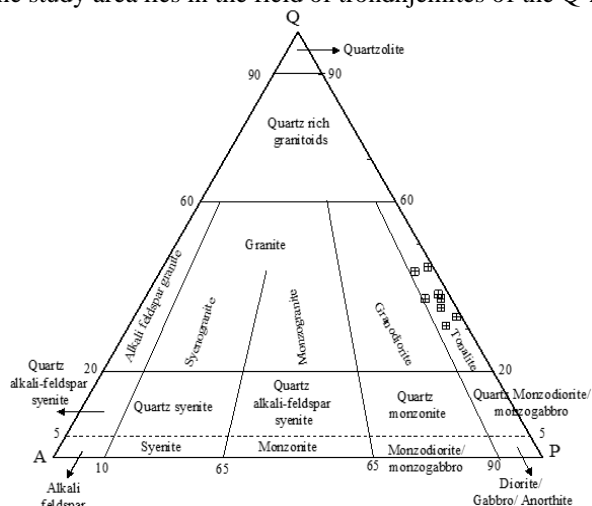 the study area lies in the field of trondhjemites of the Q
Q
Quartzolite
90
90
Quartz rich
granitoids
60
60
Granite
Alkali feldspar granite
Syenogranite
Monzogranite
Granodiorite
Tonalite
20
20
Quartz
alkali-feldspar
syenite
Quartz syenite
Quartz
alkali-feldspar
syenite
Quartz
monzonite
Quartz Monzodiorite/
monzogabbro
5
5
Syenite
Monzonite
Monzodiorite/
monzogabbro
A
P
10
65
65
90
Alkali
feldspar
Diorite/
Gabbro/ Anorthite